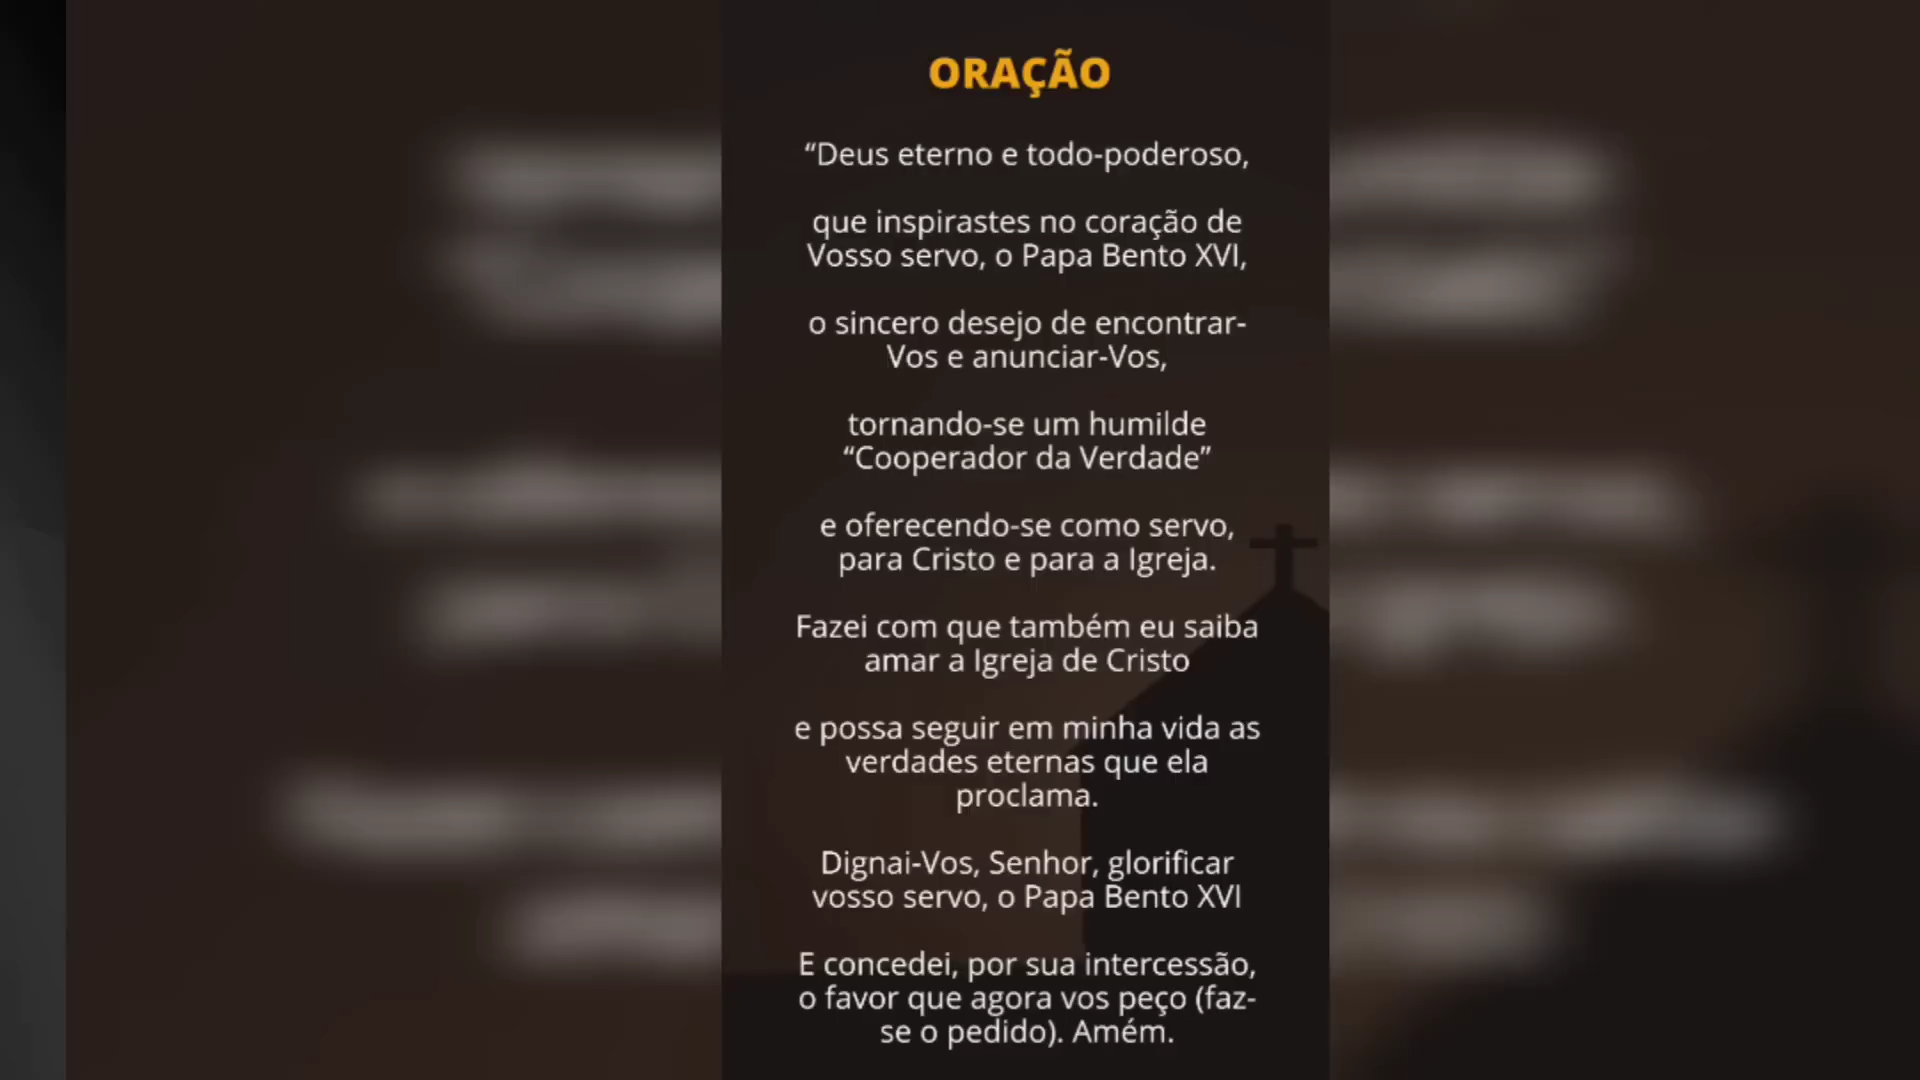 ORAÇÃO
“Deus eterno e todo-poderoso,
que inspirastes no coração de
Vosso servo, o Papa Bento XVI,
o sincero desejo de encontrar-
Vos e anunciar-Vos,
tornando-se um humilde
“Cooperador da Verdade”
e oferecendo-se como servo,
para Cristo e para a Igreja.
Fazei com que também eu saiba
amar a Igreja de Cristo
e possa seguir em minha vida as
verdades eternas que ela
proclama.
Dignai-Vos, Senhor, glorificar
vosso servo, o Papa Bento XVI
E concedei, por sua intercessão,
o favor que agora vos peço (faz-
se o pedido). Amém.